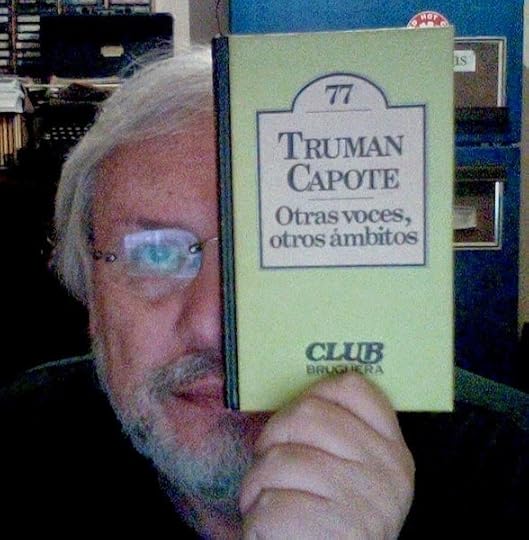 77
TRUMAN
CAPOTE
Otras voces,
otros ámbitos
CLUB
BRUGUERA